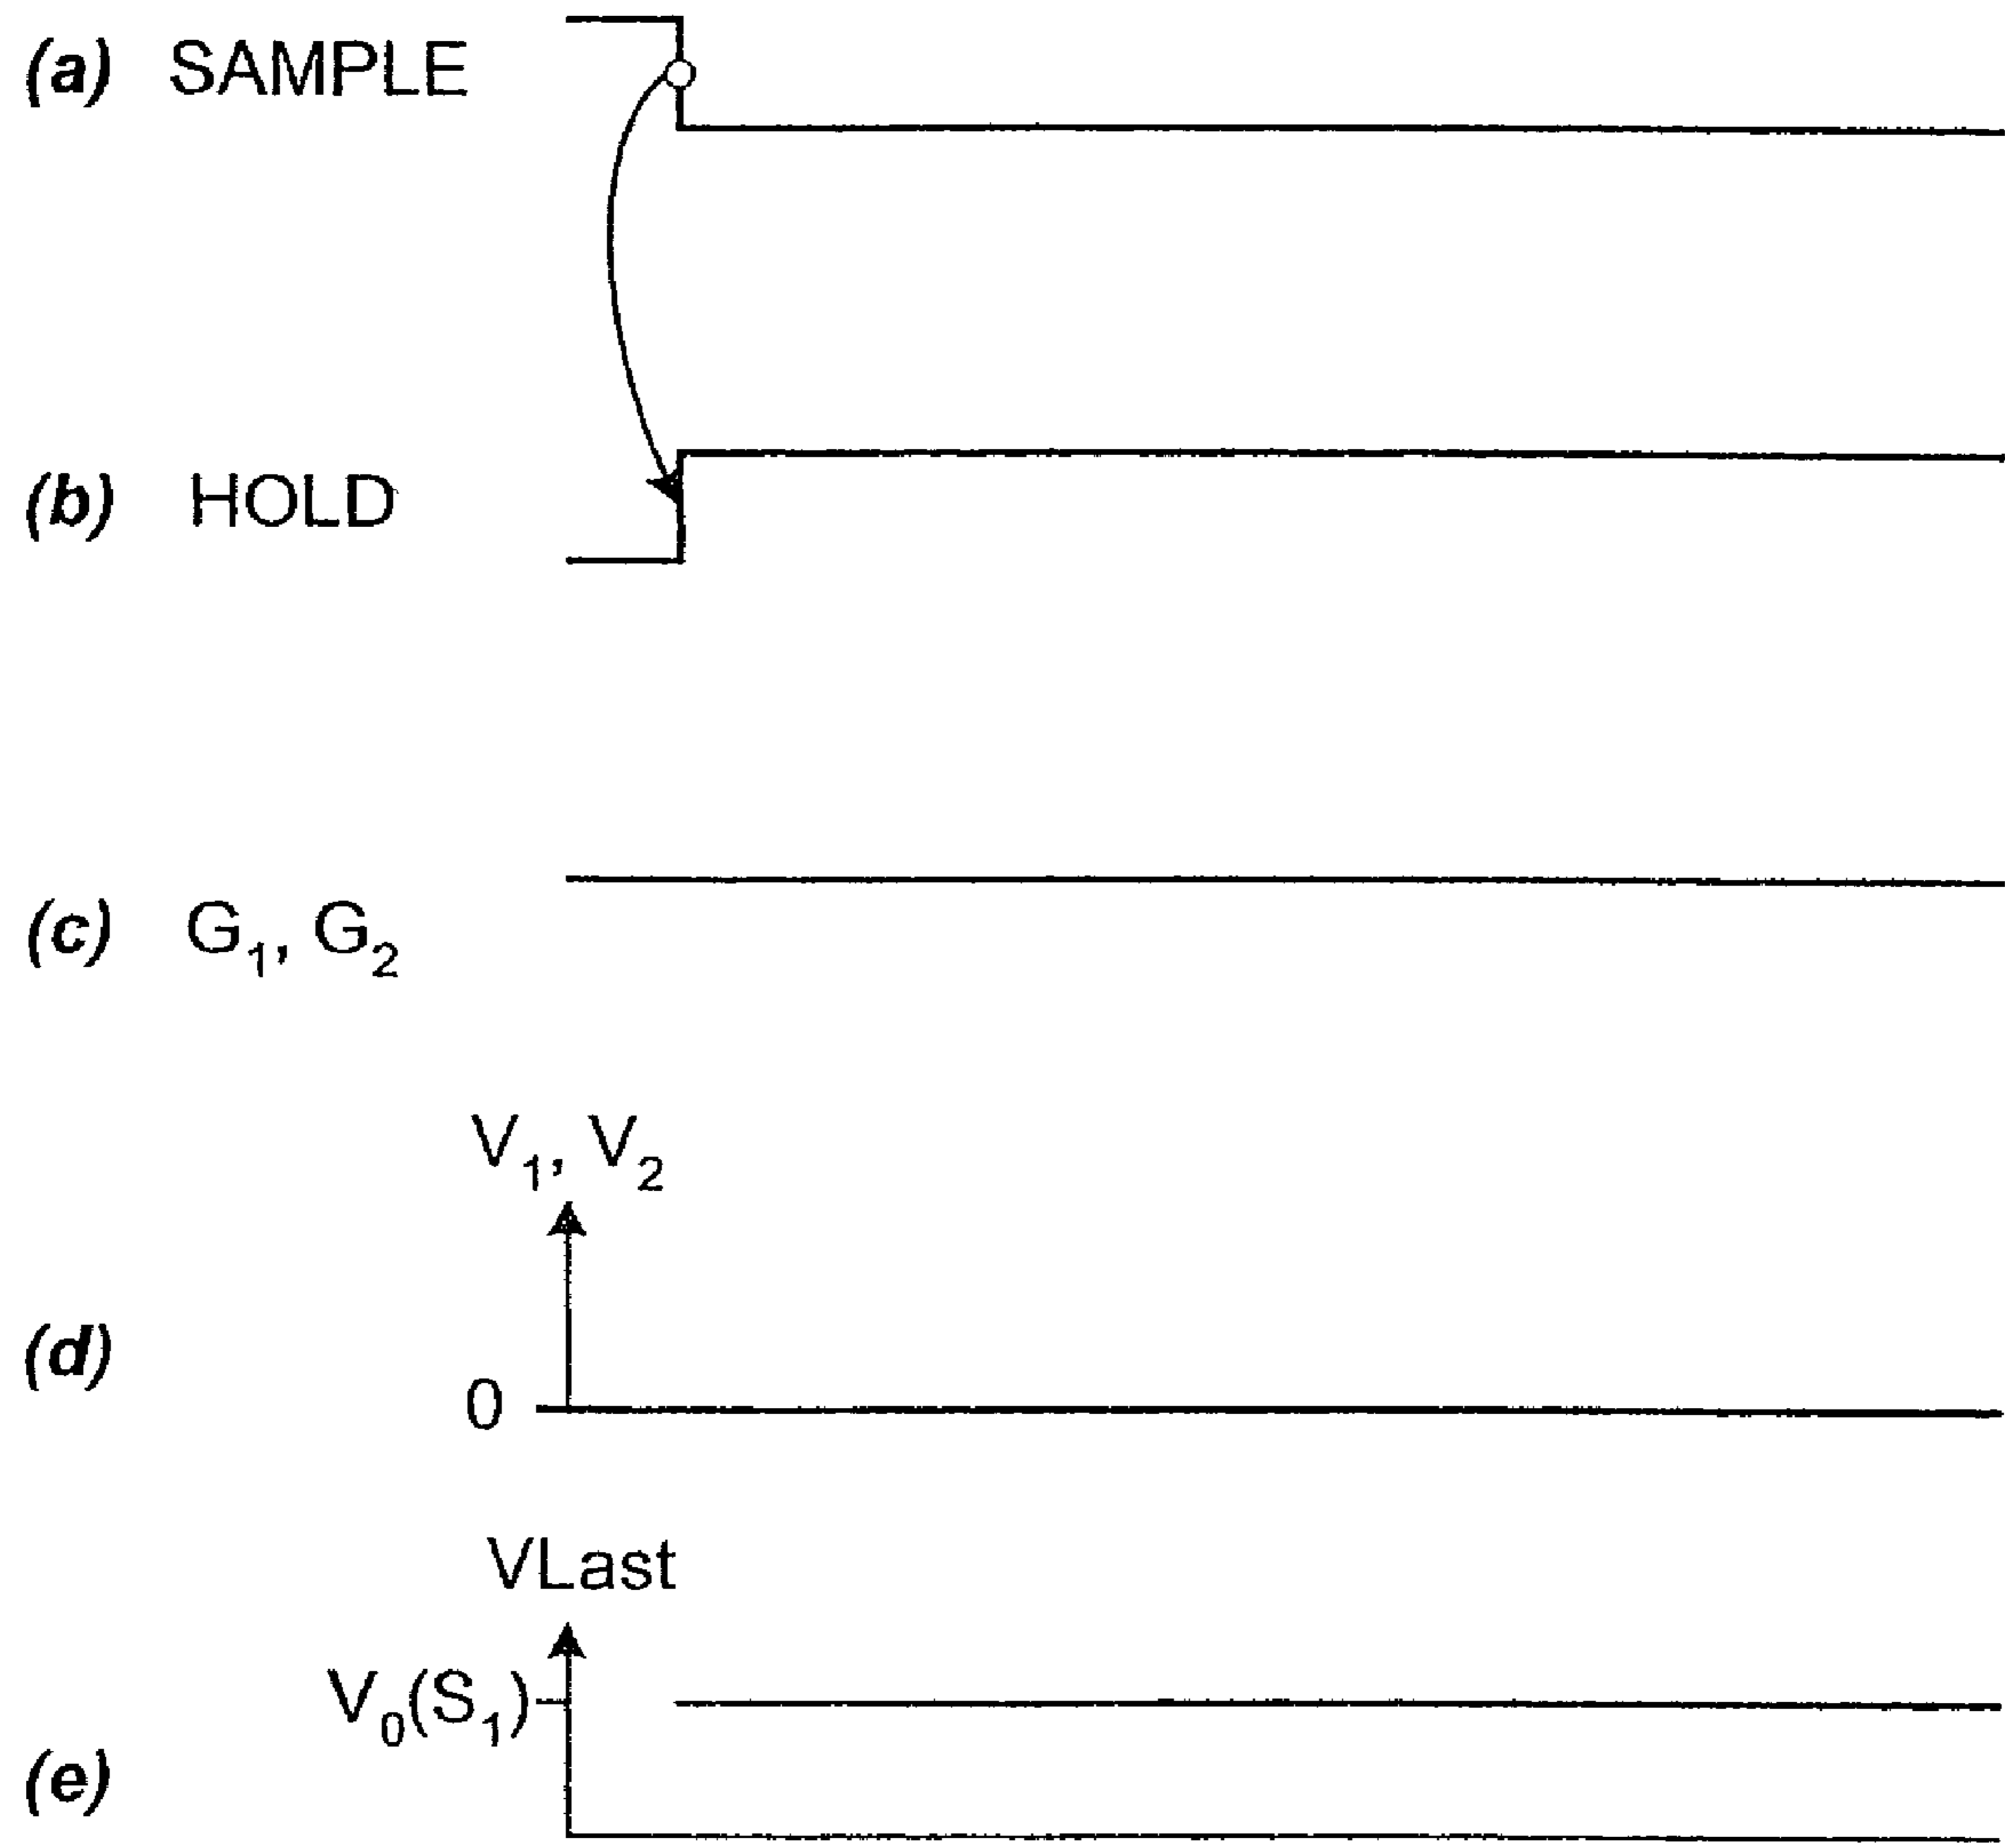 (a) SAMPLE
(b) HOLD
(c) G₁, G₂
V₁, V₂
(d)
0
VLast
V₀(S₁)
(e)